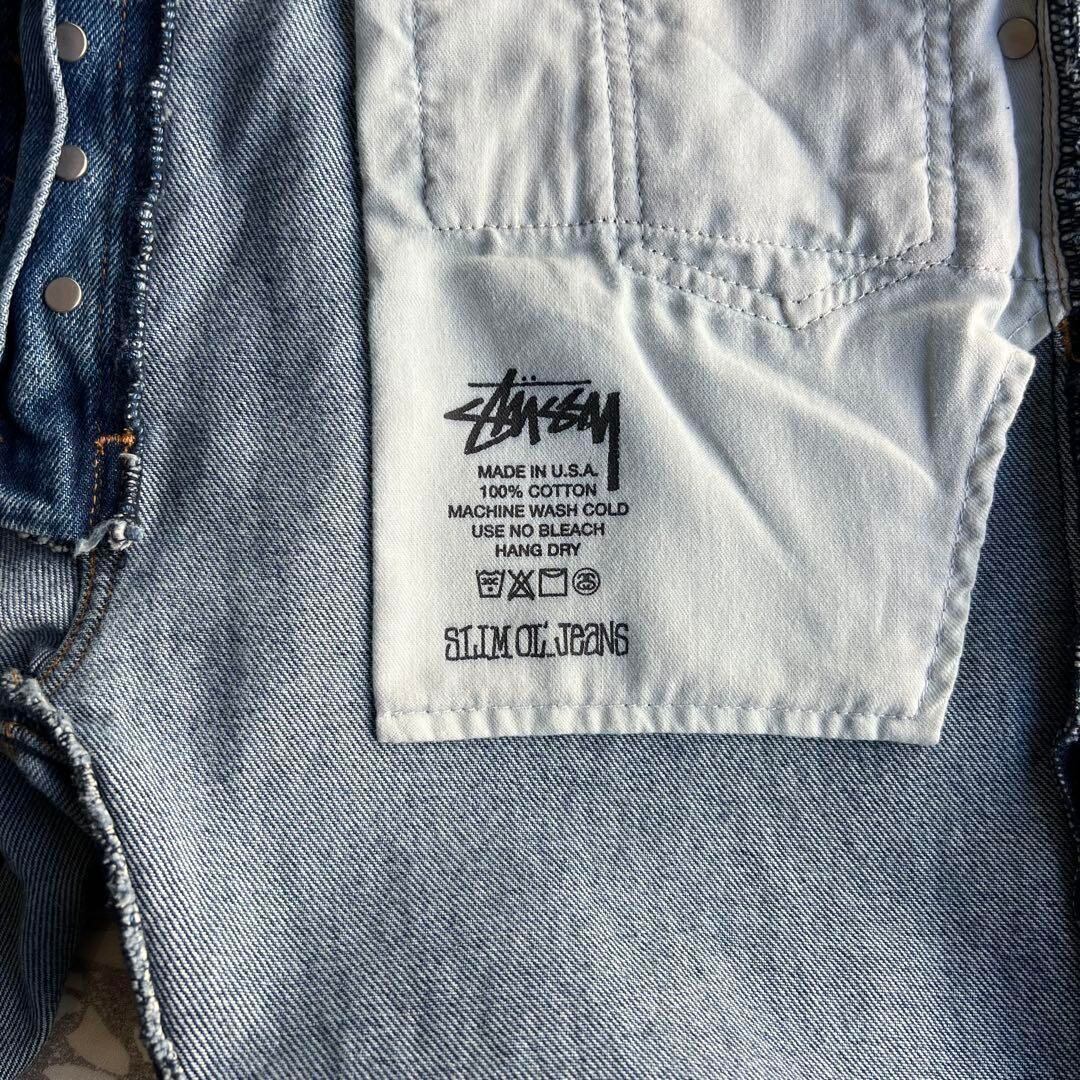 STÜSSY
MADE IN U.S.A.
100% COTTON
MACHINE WASH COLD
USE NO BLEACH
HANG DRY
SLIM OL' JEANS